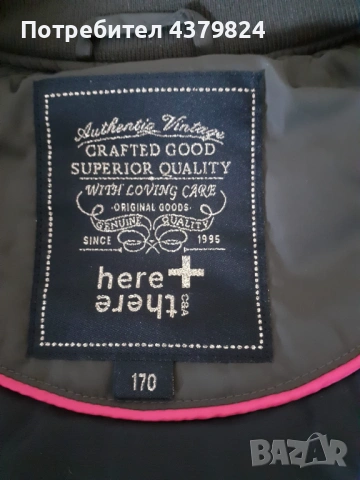 Потребител 4379824
Authentic Vintage
CRAFTED GOOD
SUPERIOR QUALITY
WITH LOVING CARE
·ORIGINAL GOODS·
GENUINE QUALITY
SINCE 1995
here +
there
C&A
170
BAZAR